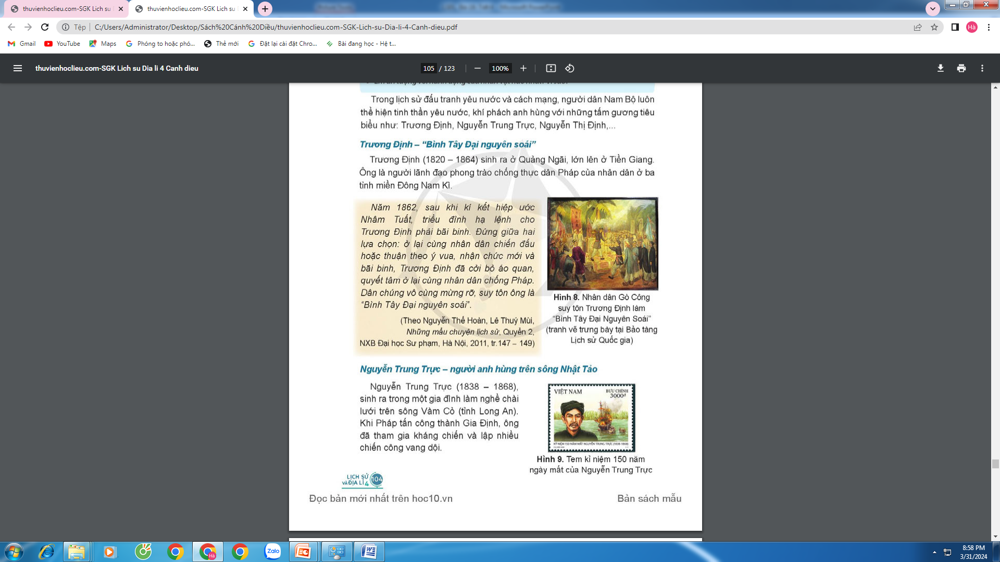 thuvienhoclieu.com-SGK Lich su
thuvienhoclieu.com-SGK Lich su
Tệp
C:/Users/Administrator/Desktop/Sách%20Cánh%20Diều/thuvienhoclieu.com-SGK-Lich-su-Dia-li-4-Canh-dieu.pdf
Hà
Gmail YouTube Maps Phóng to hoặc phó... Thẻ mới Đặt lại cài đặt Chro... Bài đang học - Hệ t...
thuvienhoclieu.com-SGK Lich su Dia li 4 Canh dieu
105 / 123
100%
Trong lịch sử đấu tranh yêu nước và cách mạng, người dân Nam Bộ luôn
thể hiện tinh thần yêu nước, khí phách anh hùng với những tấm gương tiêu
biểu như: Trương Định, Nguyễn Trung Trực, Nguyễn Thị Định,...
Trương Định – “Bình Tây Đại nguyên soái”
Trương Định (1820 – 1864) sinh ra ở Quảng Ngãi, lớn lên ở Tiền Giang.
Ông là người lãnh đạo phong trào chống thực dân Pháp của nhân dân ở ba
tỉnh miền Đông Nam Kì.
Năm 1862, sau khi kí kết hiệp ước
Nhâm Tuất, triều đình hạ lệnh cho
Trương Định phải bãi binh. Đứng giữa hai
lựa chọn: ở lại cùng nhân dân chiến đấu
hoặc thuận theo ý vua, nhận chức mới và
bãi binh, Trương Định đã cởi bỏ áo quan,
quyết tâm ở lại cùng nhân dân chống Pháp.
Dân chúng vô cùng mừng rỡ, suy tôn ông là
“Bình Tây Đại nguyên soái”.
(Theo Nguyễn Thế Hoàn, Lê Thuý Mùi,
Những mẩu chuyện lịch sử, Quyển 2,
NXB Đại học Sư phạm, Hà Nội, 2011, tr.147 – 149)
Hình 8. Nhân dân Gò Công
suy tôn Trương Định làm
“Bình Tây Đại Nguyên Soái”
(tranh vẽ trưng bày tại Bảo tàng
Lịch sử Quốc gia)
Nguyễn Trung Trực – người anh hùng trên sông Nhật Tảo
Nguyễn Trung Trực (1838 – 1868),
sinh ra trong một gia đình làm nghề chài
lưới trên sông Vàm Cỏ (tỉnh Long An).
Khi Pháp tấn công thành Gia Định, ông
đã tham gia kháng chiến và lập nhiều
chiến công vang dội.
VIỆT NAM
BƯU CHÍNH
3000đ
KỶ NIỆM 150 NĂM MẤT NGUYỄN TRUNG TRỰC (1838-1868)
Hình 9. Tem kỉ niệm 150 năm
ngày mất của Nguyễn Trung Trực
LỊCH SỬ
VÀ ĐỊA LÍ 4
104
Đọc bản mới nhất trên hoc10.vn
Bản sách mẫu
Hà
Zalo
8:58 PM
3/31/2024